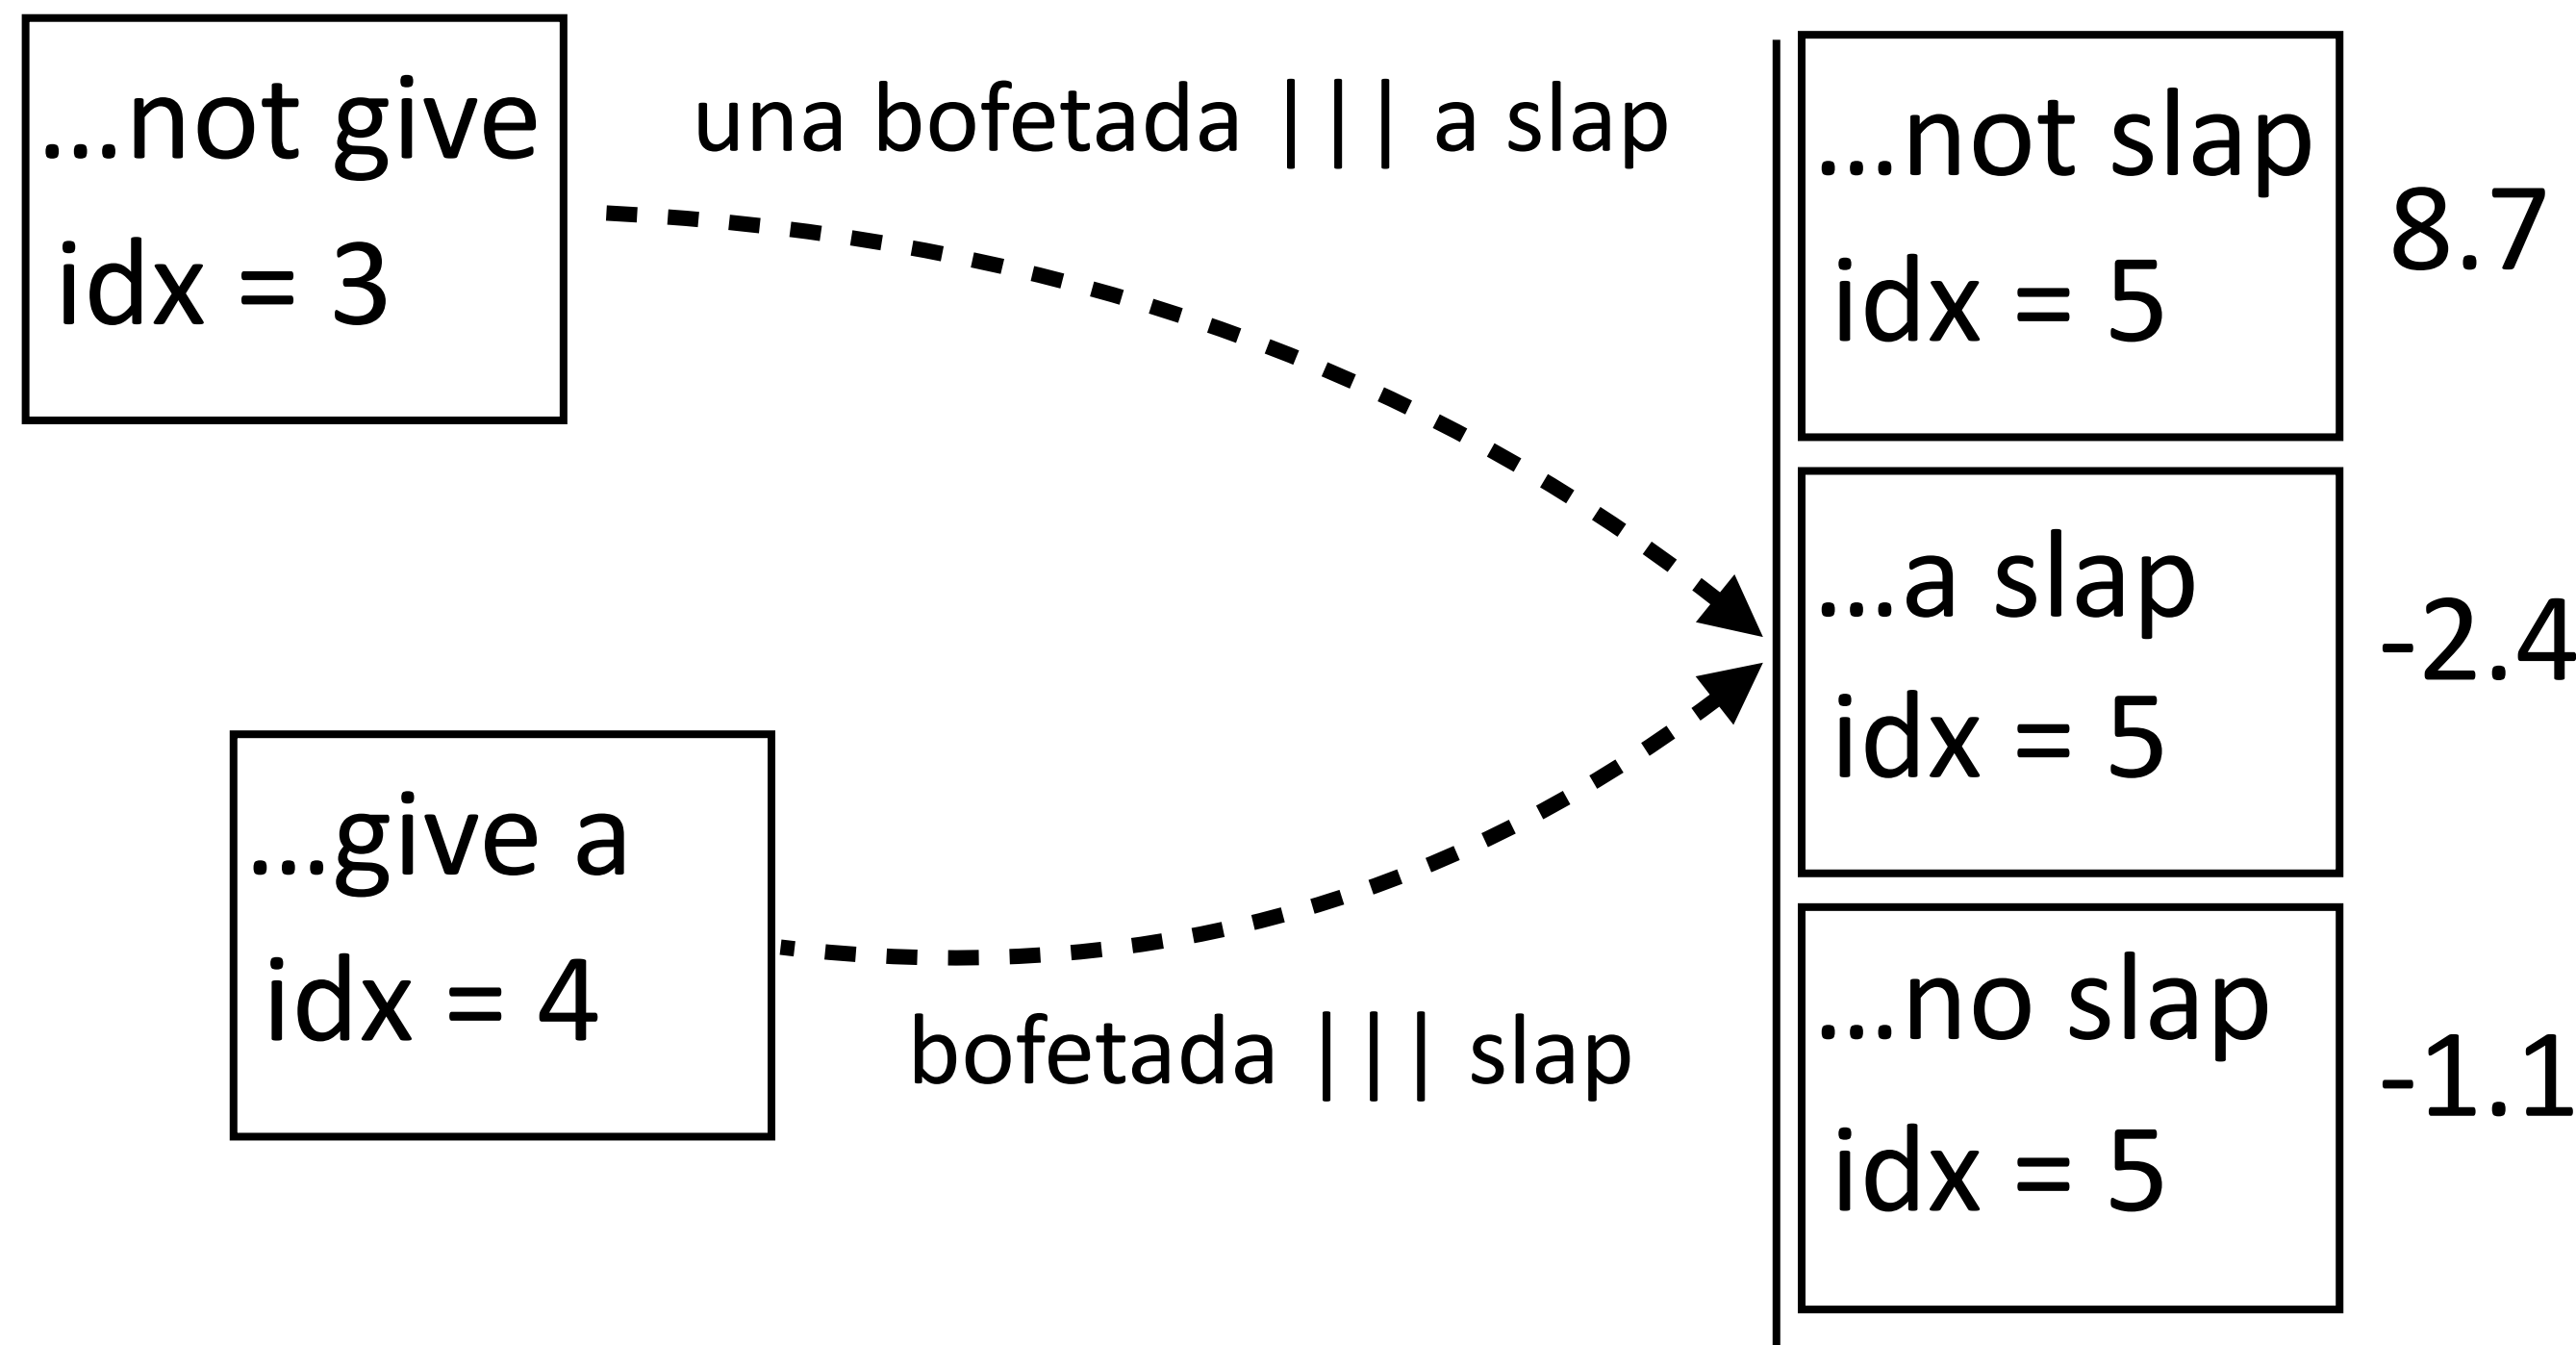 ...not give
idx = 3
una bofetada ||| a slap
...give a
idx = 4
bofetada ||| slap
...not slap
idx = 5
8.7
...a slap
idx = 5
-2.4
...no slap
idx = 5
-1.1